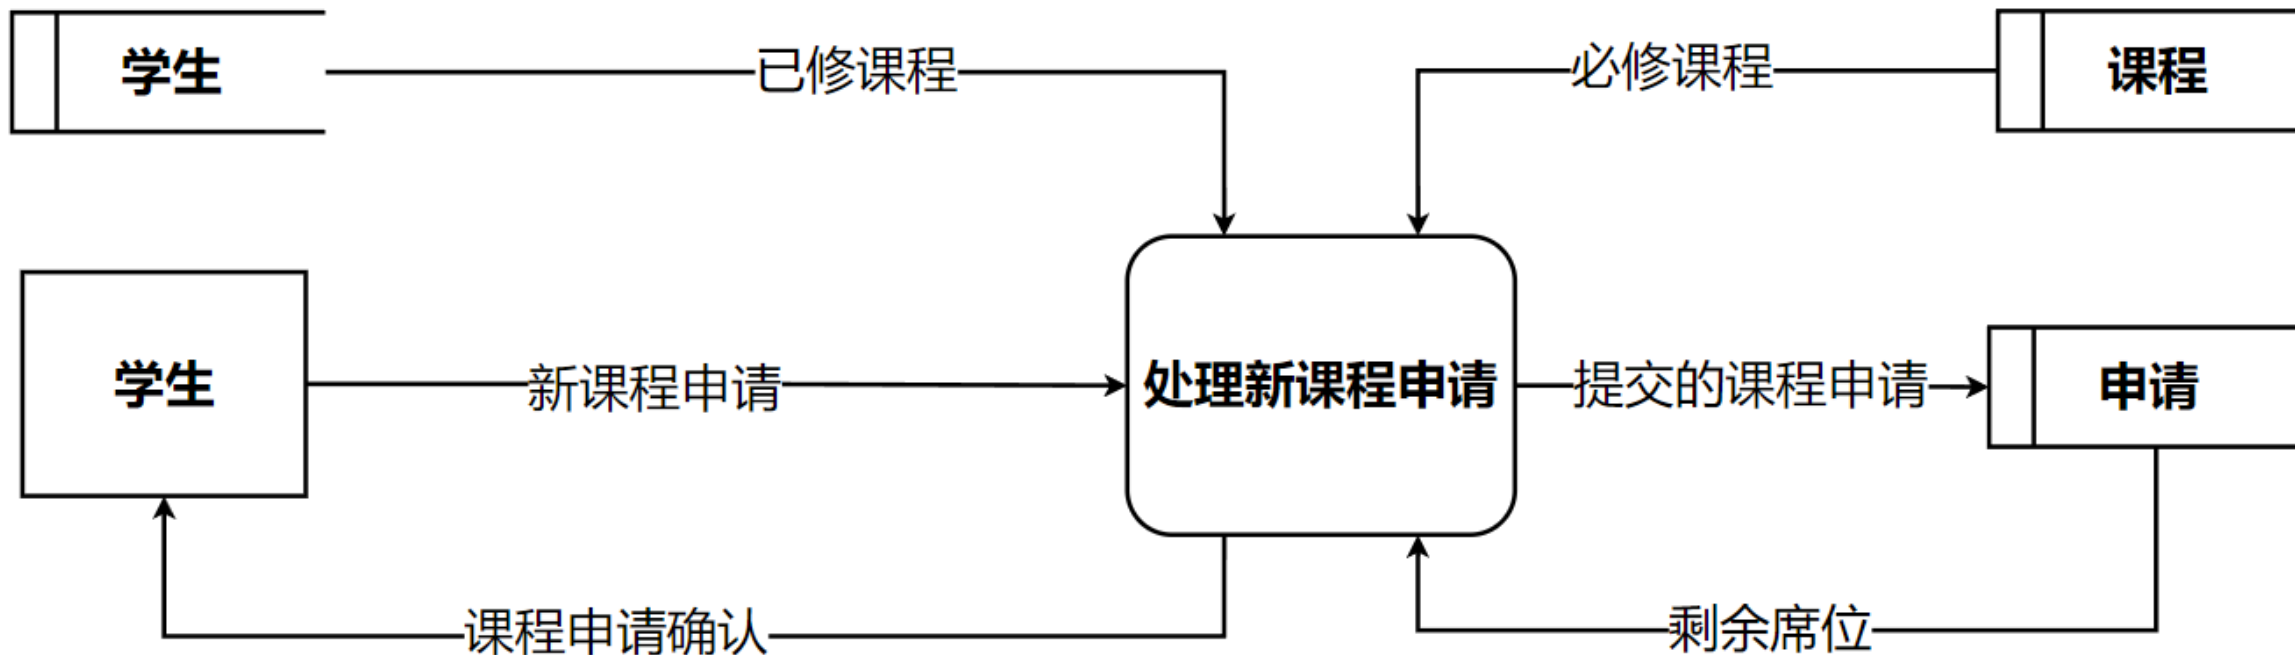 学生
已修课程
必修课程
课程
学生
新课程申请
处理新课程申请
提交的课程申请
申请
课程申请确认
剩余席位